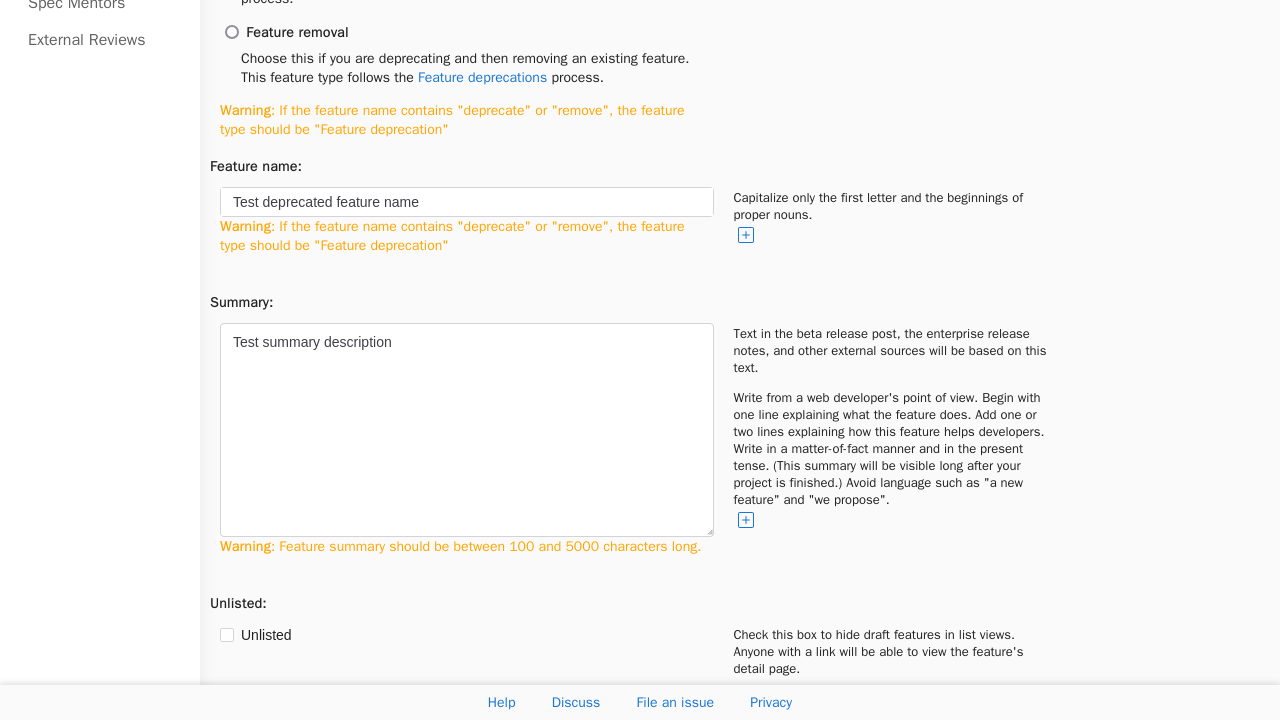 Spec Mentors
External Reviews
process.
Feature removal
Choose this if you are deprecating and then removing an existing feature.
This feature type follows the Feature deprecations process.
Warning: If the feature name contains "deprecate" or "remove", the feature
type should be "Feature deprecation"
Feature name:
Test deprecated feature name
Warning: If the feature name contains "deprecate" or "remove", the feature
type should be "Feature deprecation"
Capitalize only the first letter and the beginnings of
proper nouns.
Summary:
Test summary description
Warning: Feature summary should be between 100 and 5000 characters long.
Text in the beta release post, the enterprise release
notes, and other external sources will be based on this
text.
Write from a web developer's point of view. Begin with
one line explaining what the feature does. Add one or
two lines explaining how this feature helps developers.
Write in a matter-of-fact manner and in the present
tense. (This summary will be visible long after your
project is finished.) Avoid language such as "a new
feature" and "we propose".
Unlisted:
Unlisted
Check this box to hide draft features in list views.
Anyone with a link will be able to view the feature's
detail page.
Help Discuss File an issue Privacy